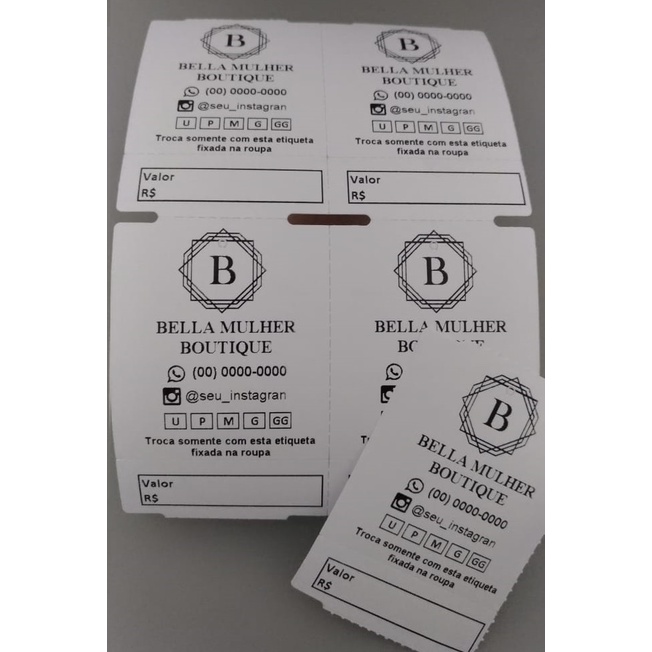 B
BELLA MULHER
BOUTIQUE
(00) 0000-0000
@seu_instagran
U P M G GG
Troca somente com esta etiqueta
fixada na roupa
Valor
R$
B
BELLA MULHER
BOUTIQUE
(00) 0000-0000
@seu_instagran
U P M G GG
Troca somente com esta etiqueta
fixada na roupa
Valor
R$
B
BELLA MULHER
BOUTIQUE
(00) 0000-0000
@seu_instagran
U P M G GG
Troca somente com esta etiqueta
fixada na roupa
Valor
R$
B
BELLA MULHER
B
BELLA MULHER
BOUTIQUE
(00) 0000-0000
@seu_instagran
U P M G GG
Troca somente com esta etiqueta
fixada na roupa
Valor
R$